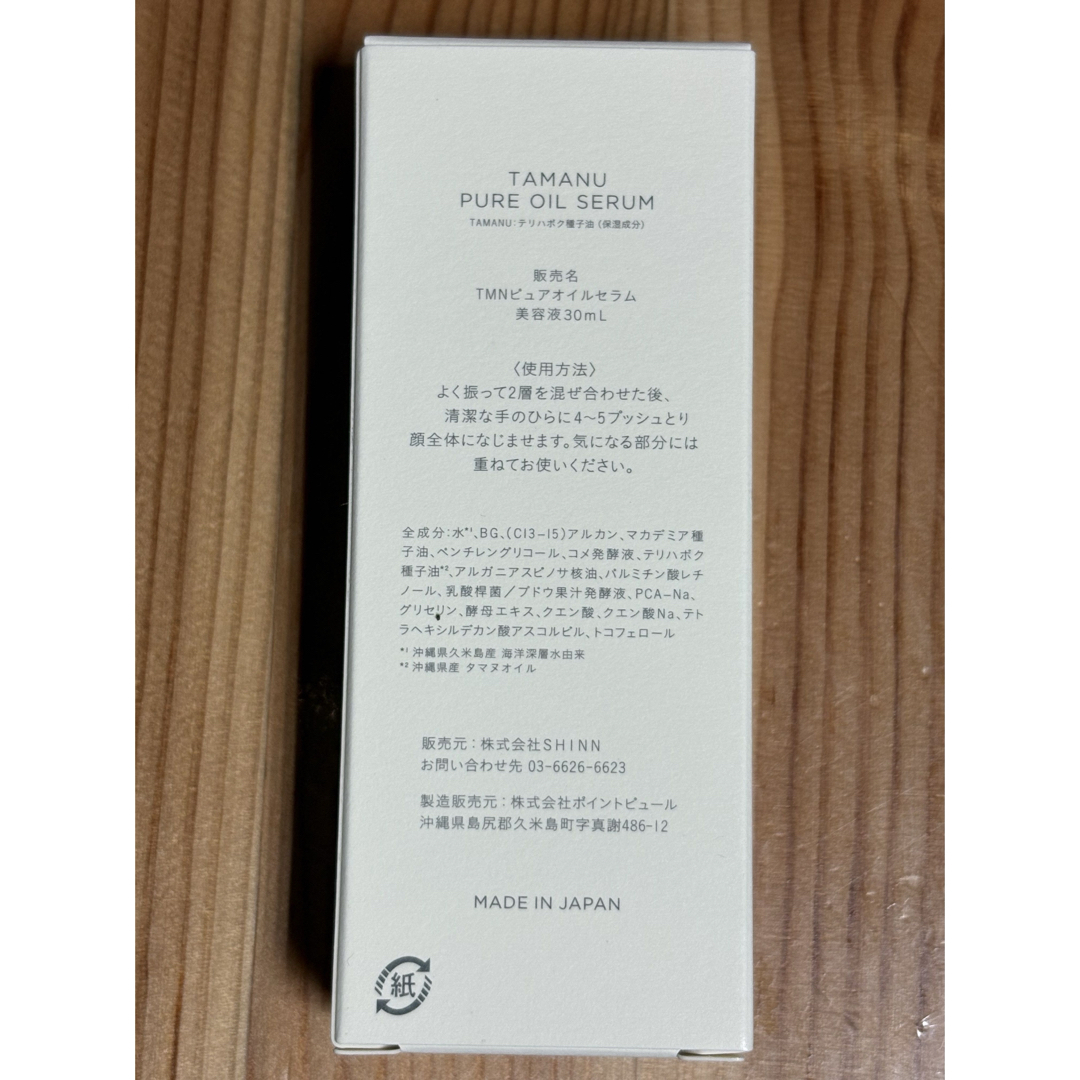 TAMANU
PURE OIL SERUM
TAMANU:テリハボク種子油(保湿成分)
販売名
TMNピュアオイルセラム
美容液30mL
〈使用方法〉
よく振って2層を混ぜ合わせた後、
清潔な手のひらに4〜5プッシュとり
顔全体になじませます。気になる部分には
重ねてお使いください。
全成分:水*1、BG、(C13-15)アルカン、マカデミア種
子油、ペンチレングリコール、コメ発酵液、テリハボク
種子油*2、アルガニアスピノサ核油、パルミチン酸レチ
ノール、乳酸桿菌/ブドウ果汁発酵液、PCA-Na、
グリセリン、酵母エキス、クエン酸、クエン酸Na、テト
ラヘキシルデカン酸アスコルビル、トコフェロール
*1 沖縄県久米島産 海洋深層水由来
*2 沖縄県産 タマヌオイル
販売元:株式会社SHINN
お問い合わせ先 03-6626-6623
製造販売元:株式会社ポイントピュール
沖縄県島尻郡久米島町字真謝486-12
MADE IN JAPAN
紙